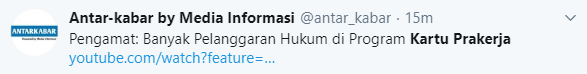 ANTARKABAR
Antar-kabar by Media Informasi @antar_kabar · 15m
Pengamat: Banyak Pelanggaran Hukum di Program Kartu Prakerja
youtube.com/watch?feature=...